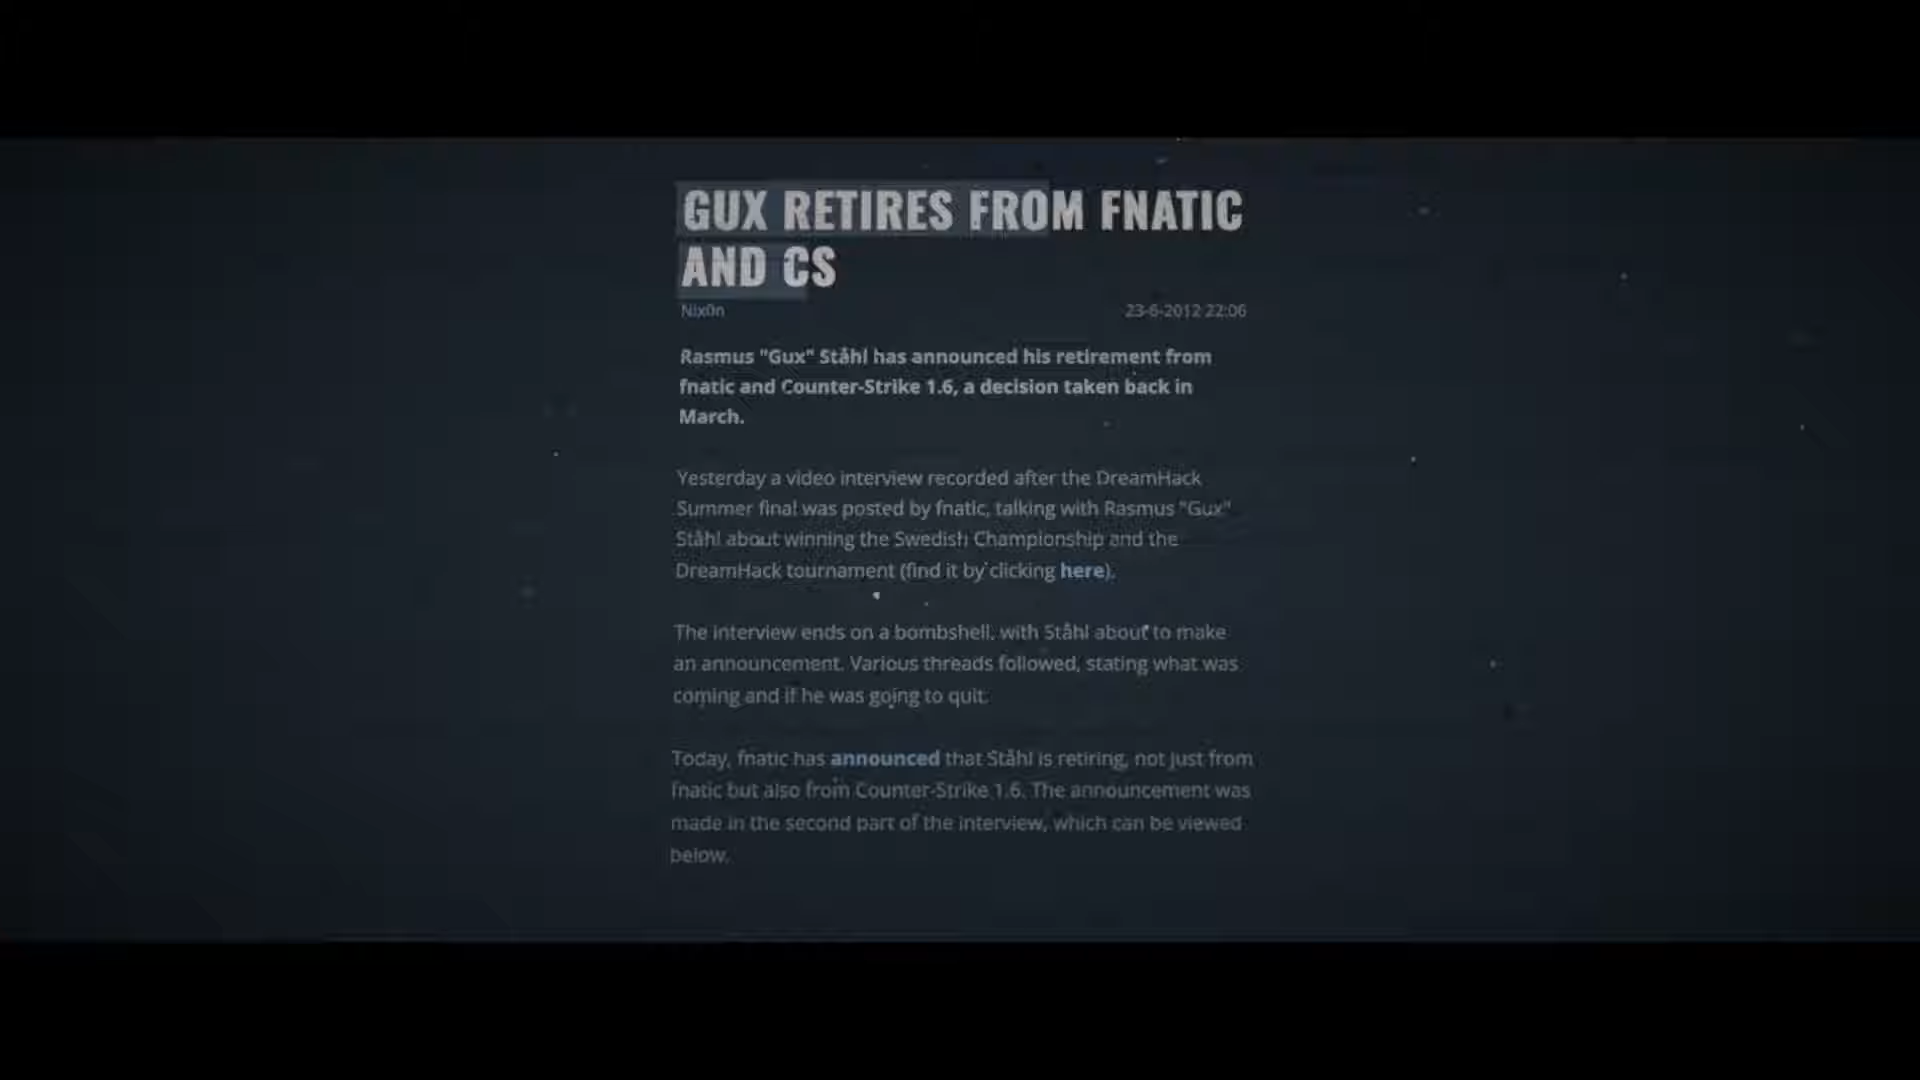 GUX RETIRES FROM FNATIC
AND CS
Nix0n
23-6-2012 22:06
Rasmus "Gux" Ståhl has announced his retirement from
fnatic and Counter-Strike 1.6, a decision taken back in
March.
Yesterday a video interview recorded after the DreamHack
Summer final was posted by fnatic, talking with Rasmus "Gux"
Ståhl about winning the Swedish Championship and the
DreamHack tournament (find it by clicking here).
The interview ends on a bombshell, with Ståhl about to make
an announcement. Various threads followed, stating what was
coming and if he was going to quit.
Today, fnatic has announced that Ståhl is retiring, not just from
fnatic but also from Counter-Strike 1.6. The announcement was
made in the second part of the interview, which can be viewed
below.